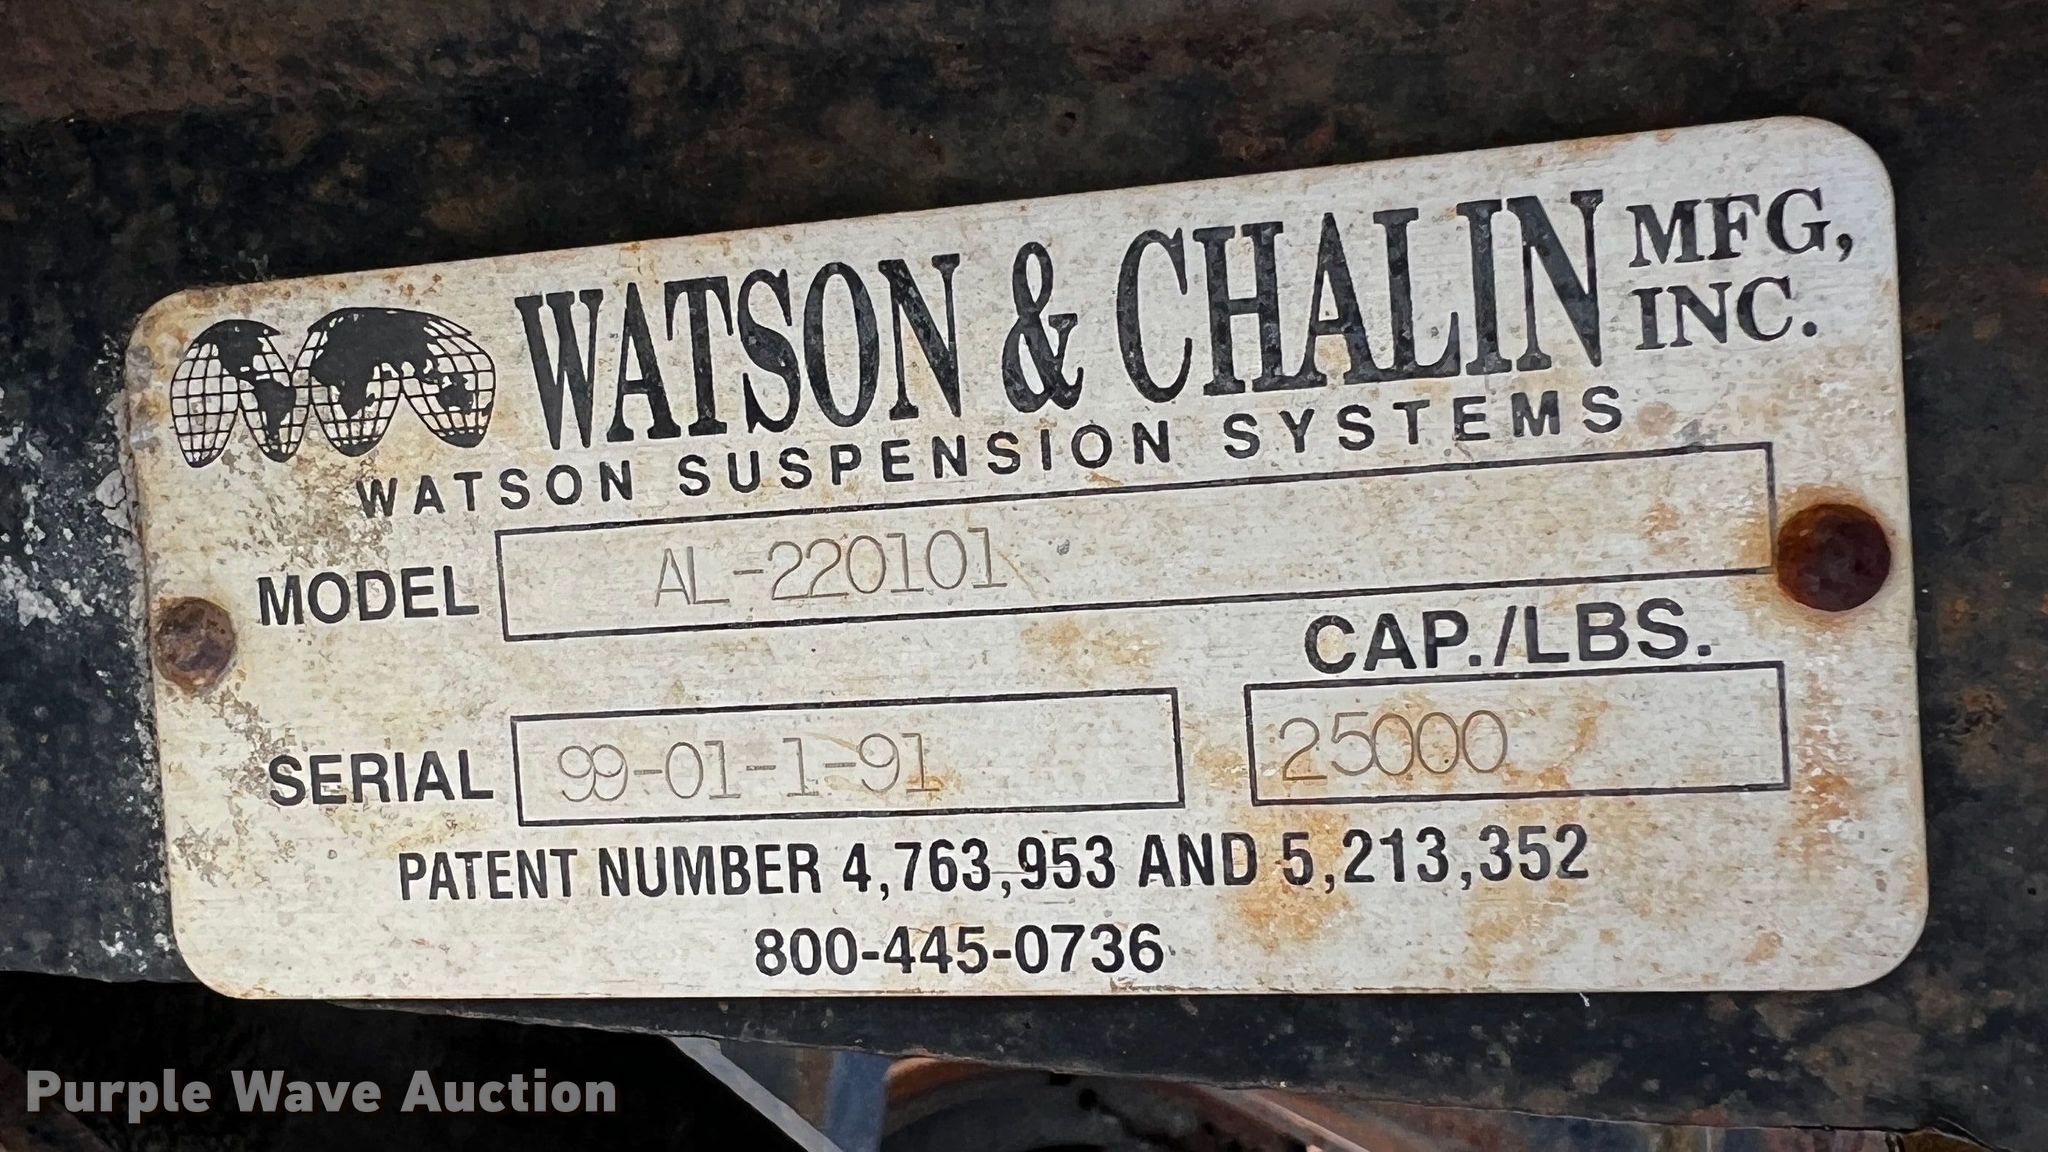 WATSON & CHALIN MFG, INC.
WATSON SUSPENSION SYSTEMS
MODEL AL-220101
CAP./LBS.
SERIAL 99-01-1-91 25000
PATENT NUMBER 4,763,953 AND 5,213,352
800-445-0736
Purple Wave Auction